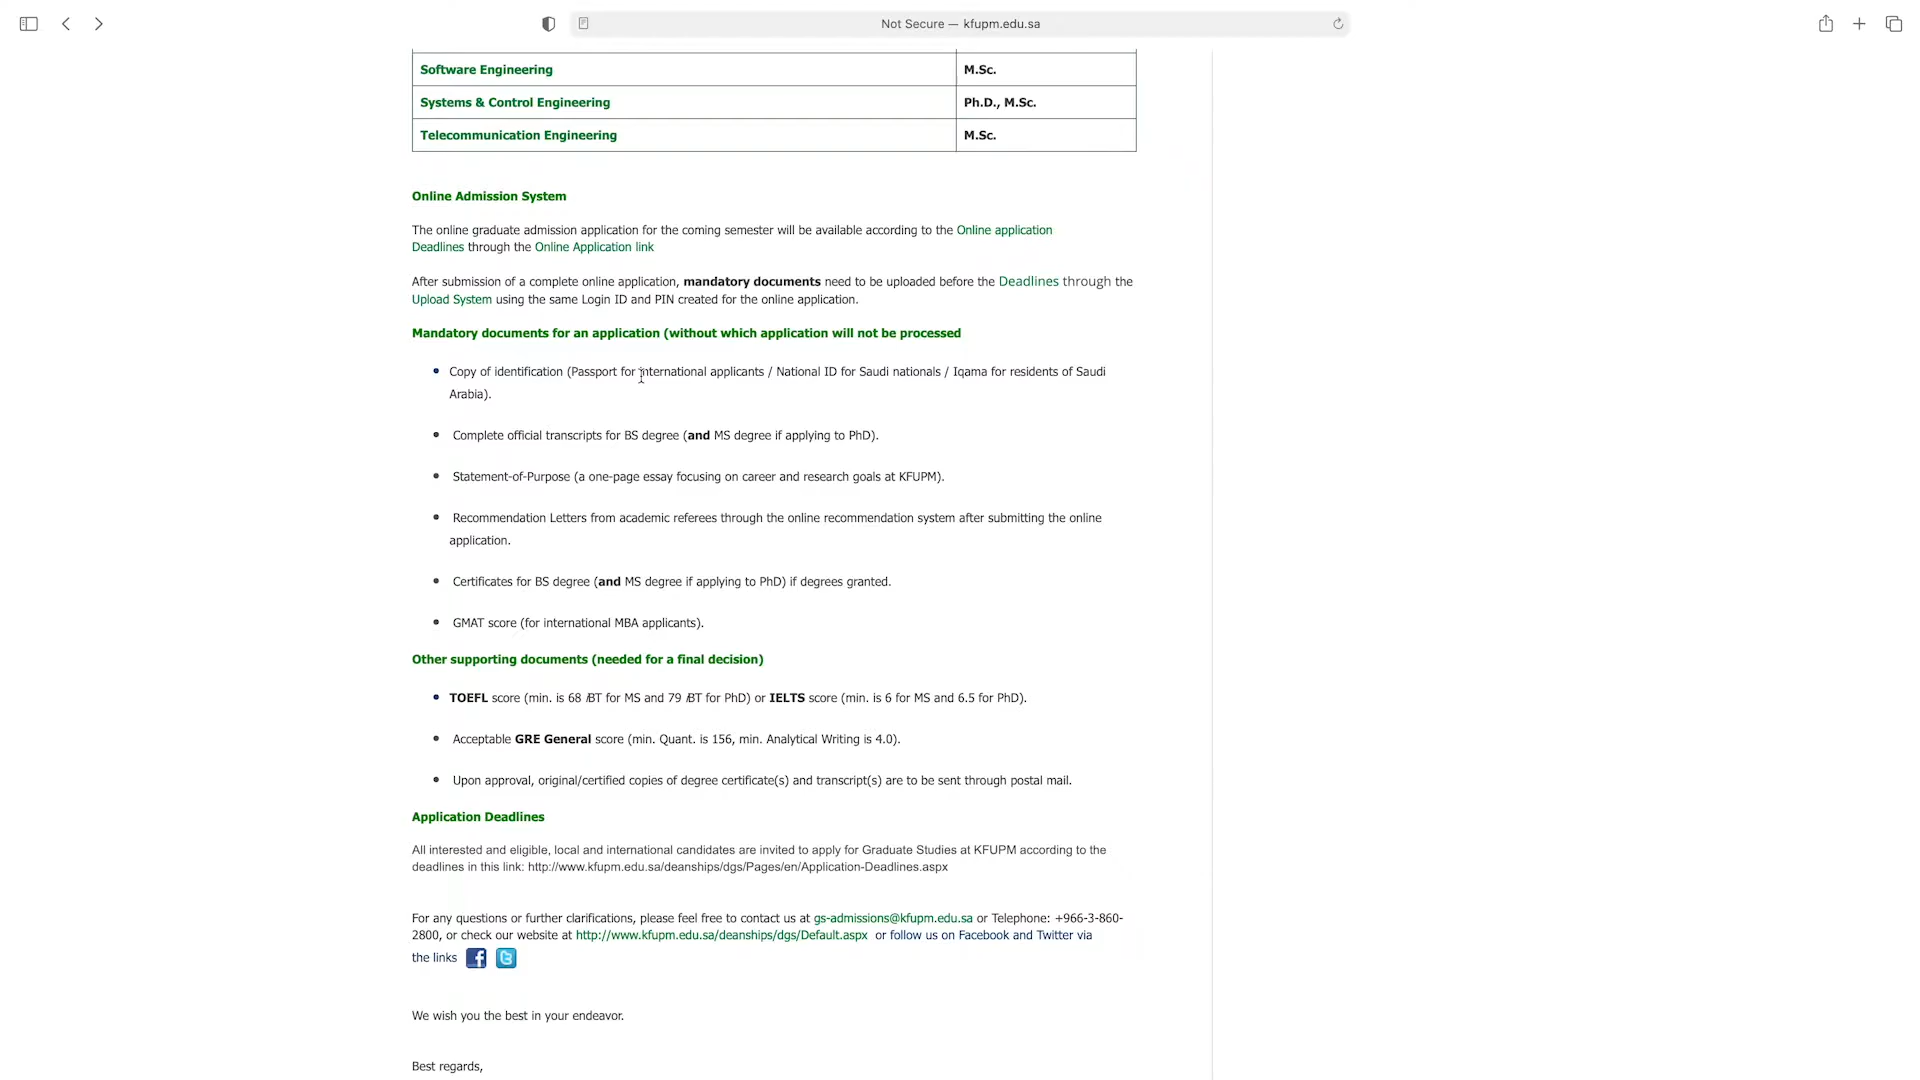 Not Secure — kfupm.edu.sa
Software Engineering M.Sc.
Systems & Control Engineering Ph.D., M.Sc.
Telecommunication Engineering M.Sc.
Online Admission System
The online graduate admission application for the coming semester will be available according to the Online application
Deadlines through the Online Application link
After submission of a complete online application, mandatory documents need to be uploaded before the Deadlines through the
Upload System using the same Login ID and PIN created for the online application.
Mandatory documents for an application (without which application will not be processed
• Copy of identification (Passport for international applicants / National ID for Saudi nationals / Iqama for residents of Saudi
Arabia).
• Complete official transcripts for BS degree (and MS degree if applying to PhD).
• Statement-of-Purpose (a one-page essay focusing on career and research goals at KFUPM).
• Recommendation Letters from academic referees through the online recommendation system after submitting the online
application.
• Certificates for BS degree (and MS degree if applying to PhD) if degrees granted.
• GMAT score (for international MBA applicants).
Other supporting documents (needed for a final decision)
• TOEFL score (min. is 68 iBT for MS and 79 iBT for PhD) or IELTS score (min. is 6 for MS and 6.5 for PhD).
• Acceptable GRE General score (min. Quant. is 156, min. Analytical Writing is 4.0).
• Upon approval, original/certified copies of degree certificate(s) and transcript(s) are to be sent through postal mail.
Application Deadlines
All interested and eligible, local and international candidates are invited to apply for Graduate Studies at KFUPM according to the
deadlines in this link: http://www.kfupm.edu.sa/deanships/dgs/Pages/en/Application-Deadlines.aspx
For any questions or further clarifications, please feel free to contact us at gs-admissions@kfupm.edu.sa or Telephone: +966-3-860-
2800, or check our website at http://www.kfupm.edu.sa/deanships/dgs/Default.aspx or follow us on Facebook and Twitter via
the links
We wish you the best in your endeavor.
Best regards,